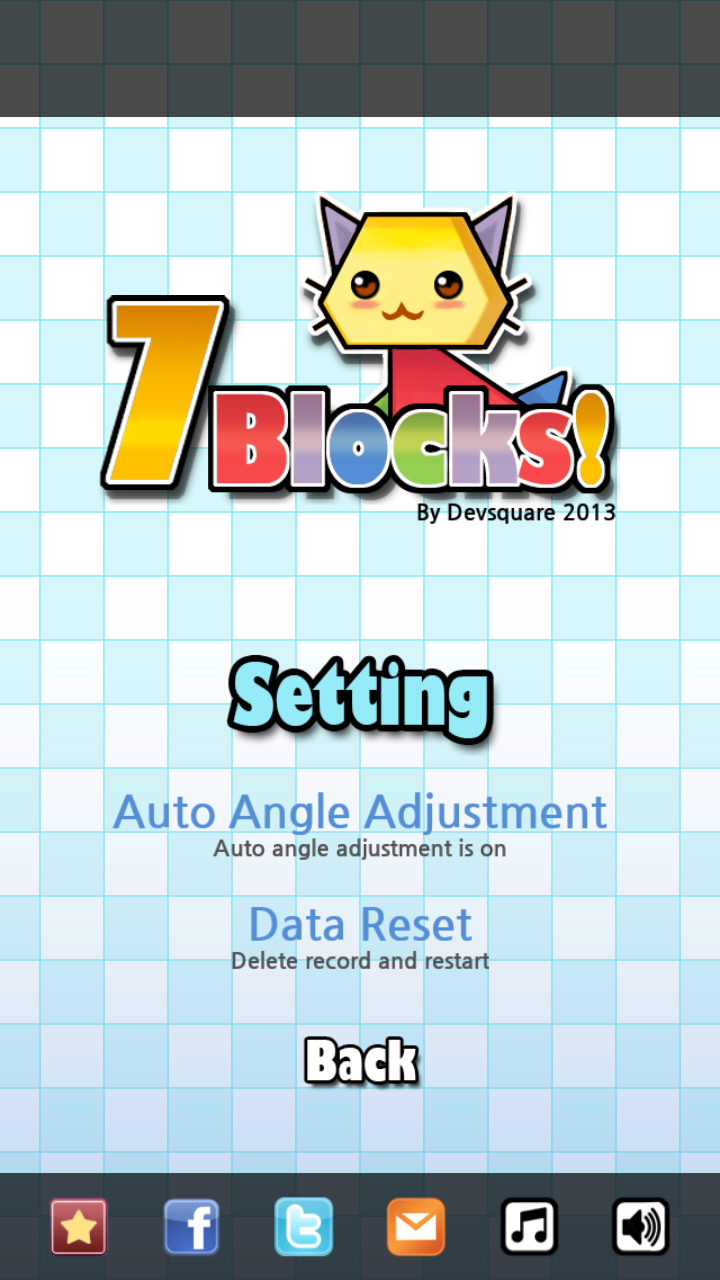 7 Blocks!
By Devsquare 2013
Setting
Auto Angle Adjustment
Auto angle adjustment is on
Data Reset
Delete record and restart
Back